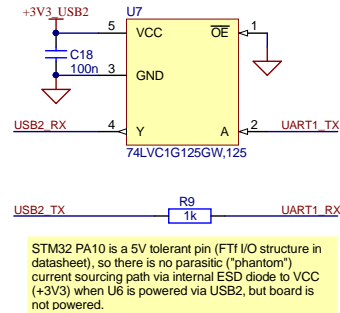 +3V3_USB2
U7
5 VCC OE 1
C18
100n
3 GND
USB2_RX 4 Y A 2 UART1_TX
74LVC1G125GW,125
R9
USB2_TX 1k UART1_RX
STM32 PA10 is a 5V tolerant pin (FTf I/O structure in
datasheet), so there is no parasitic ("phantom")
current sourcing path via internal ESD diode to VCC
(+3V3) when U6 is powered via USB2, but board is
not powered.